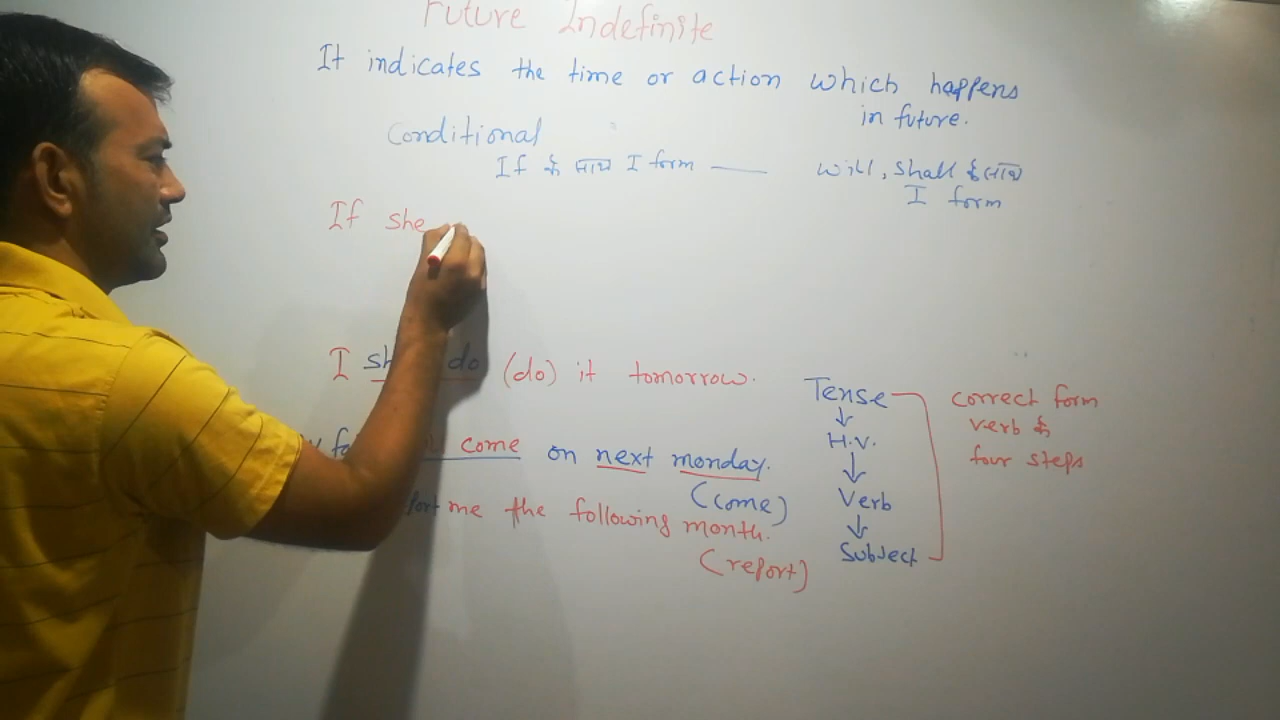 Future Indefinite
It indicates the time or action which happens
in future.
Conditional
If के साथ I form — will, shall के साथ
I form
If she
I do (do) it tomorrow.
come on next monday.
(come)
me the following month.
(report)
Tense
H.V.
Verb
Subject
correct form
verb के
four steps